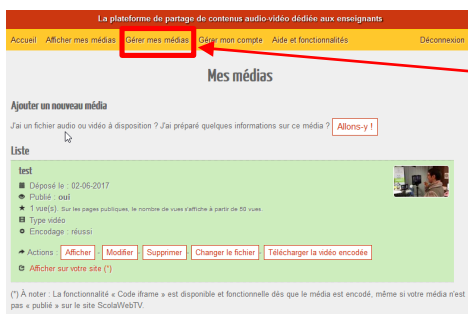 La plateforme de partage de contenus audio-vidéo dédiée aux enseignants
Accueil Afficher mes médias Gérer mes médias Gérer mon compte Aide et fonctionnalités Déconnexion
Mes médias
Ajouter un nouveau média
J'ai un fichier audio ou vidéo à disposition ? J'ai préparé quelques informations sur ce média ? Allons-y !
Liste
test
Déposé le : 02-06-2017
Publié : oui
1 vue(s). Sur les pages publiques, le nombre de vues s'affiche à partir de 50 vues.
Type vidéo
Encodage : réussi
Actions : Afficher Modifier Supprimer Changer le fichier Télécharger la vidéo encodée
Afficher sur votre site (*)
(*) À noter : La fonctionnalité « Code iframe » est disponible et fonctionnelle dès que le média est encodé, même si votre média n'est
pas « publié » sur le site ScolaWebTV.